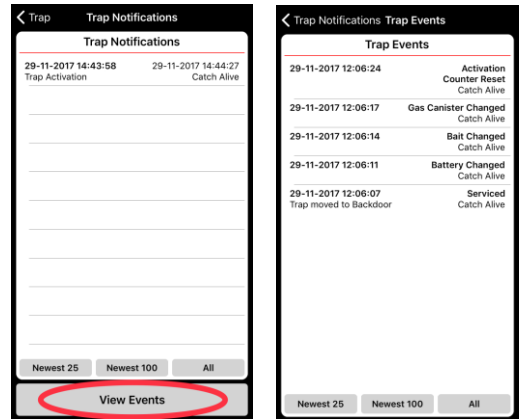 Trap Trap Notifications
Trap Notifications
29-11-2017 14:43:58 29-11-2017 14:44:27
Trap Activation Catch Alive
Newest 25 Newest 100 All
View Events
Trap Notifications Trap Events
Trap Events
29-11-2017 12:06:24 Activation
Counter Reset
Catch Alive
29-11-2017 12:06:17 Gas Canister Changed
Catch Alive
29-11-2017 12:06:14 Bait Changed
Catch Alive
29-11-2017 12:06:11 Battery Changed
Catch Alive
29-11-2017 12:06:07 Serviced
Trap moved to Backdoor Catch Alive
Newest 25 Newest 100 All